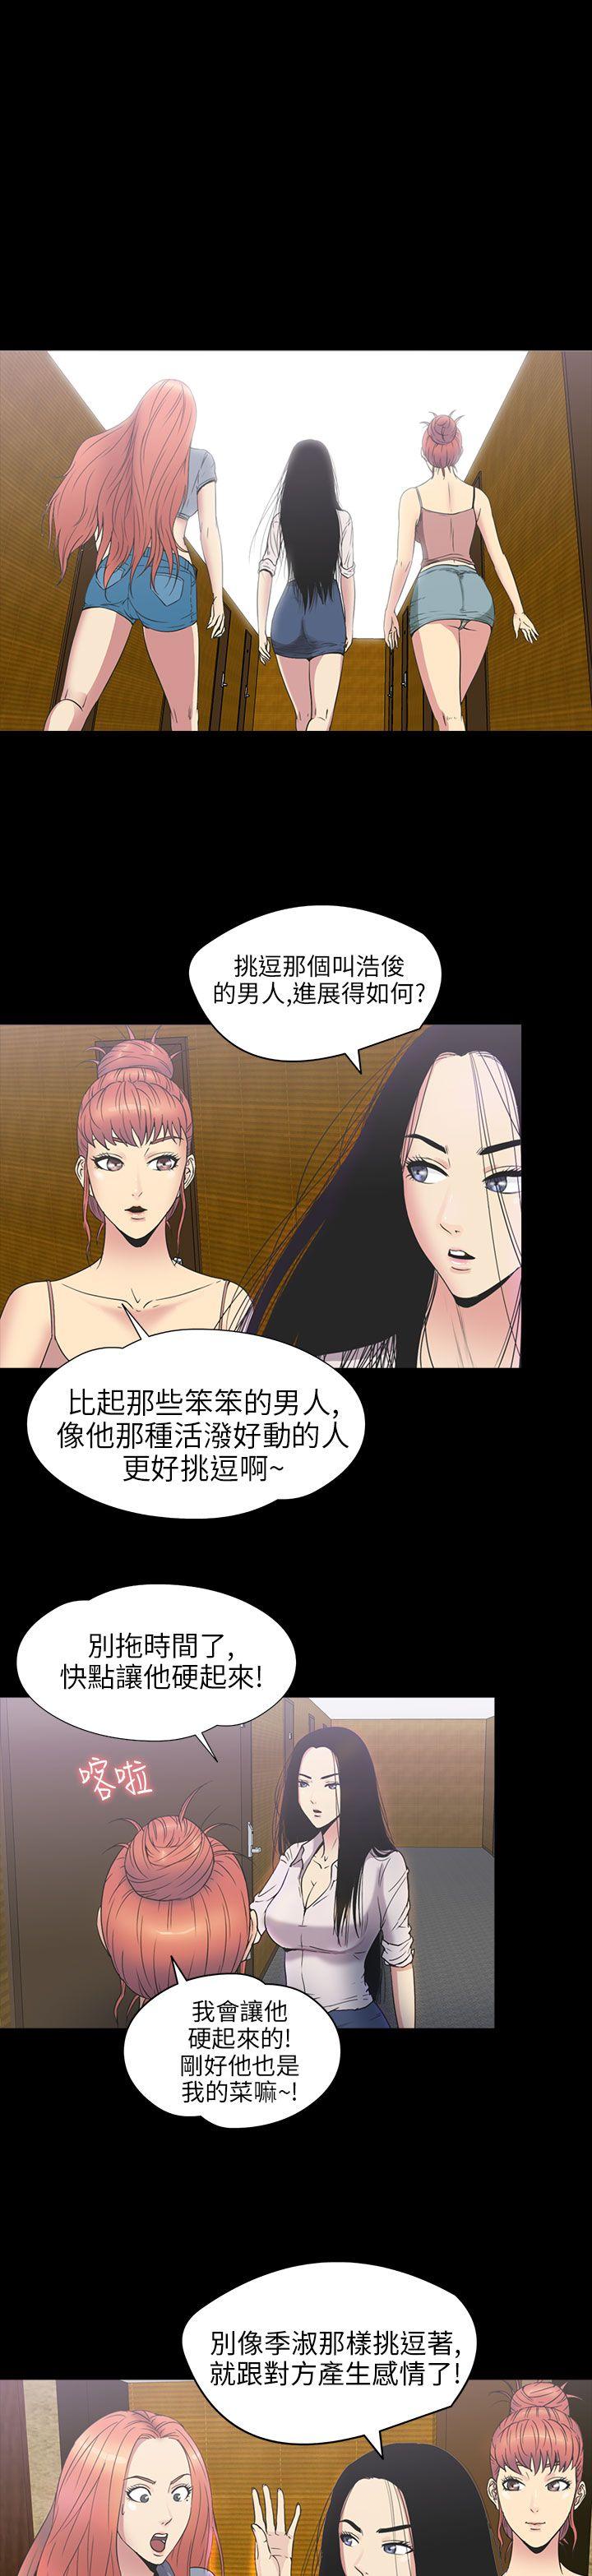 挑逗那個叫浩俊
的男人,進展得如何?
比起那些笨笨的男人,
像他那種活潑好動的人
更好挑逗啊~
別拖時間了,
快點讓他硬起來!
喀啦
我會讓他
硬起來的!
剛好他也是
我的菜嘛~!
別像季淑那樣挑逗著,
就跟對方產生感情了!